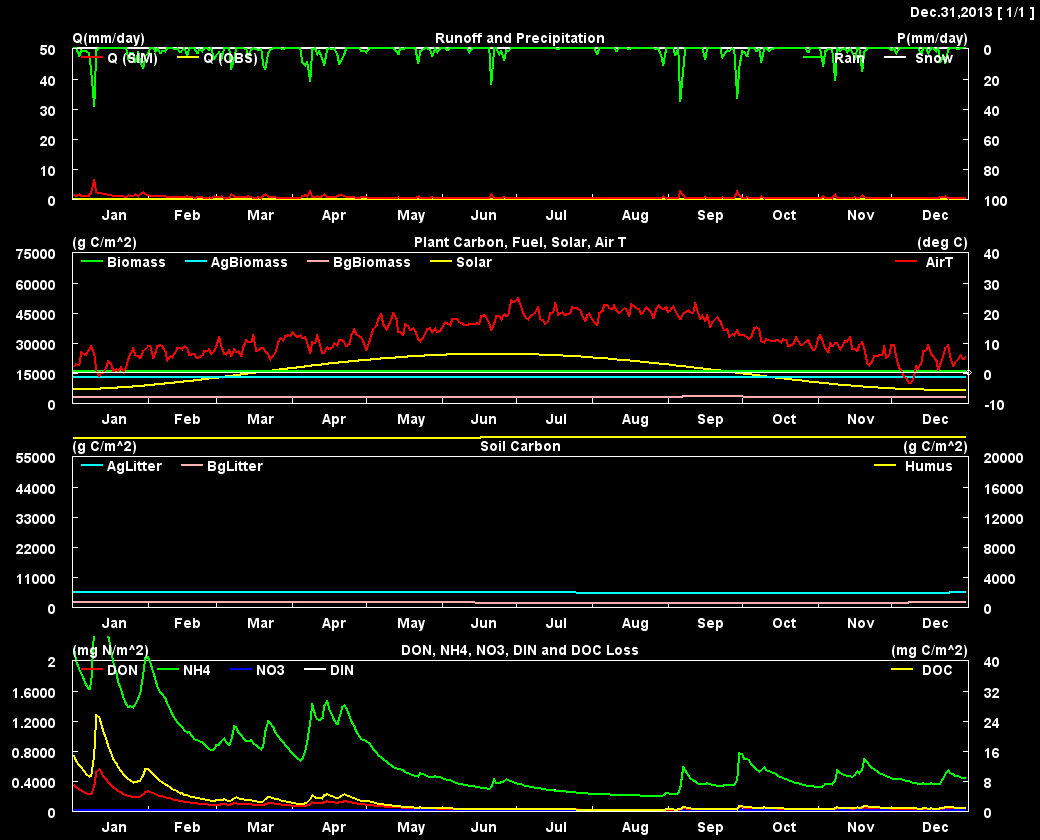 Dec.31,2013 [ 1/1 ]
Q(mm/day) Runoff and Precipitation P(mm/day)
50 0
Q (SIM) Q (OBS) Rain Snow
40 20
30 40
20 60
10 80
0 100
Jan Feb Mar Apr May Jun Jul Aug Sep Oct Nov Dec
(g C/m^2) Plant Carbon, Fuel, Solar, Air T (deg C)
75000 40
Biomass AgBiomass BgBiomass Solar AirT
60000 30
45000 20
30000 10
15000 0
0 -10
Jan Feb Mar Apr May Jun Jul Aug Sep Oct Nov Dec
(g C/m^2) Soil Carbon (g C/m^2)
55000 20000
AgLitter BgLitter Humus
44000 16000
33000 12000
22000 8000
11000 4000
0 0
Jan Feb Mar Apr May Jun Jul Aug Sep Oct Nov Dec
(mg N/m^2) DON, NH4, NO3, DIN and DOC Loss (mg C/m^2)
2 40
DON NH4 NO3 DIN DOC
1.6000 32
1.2000 24
0.8000 16
0.4000 8
0 0
Jan Feb Mar Apr May Jun Jul Aug Sep Oct Nov Dec